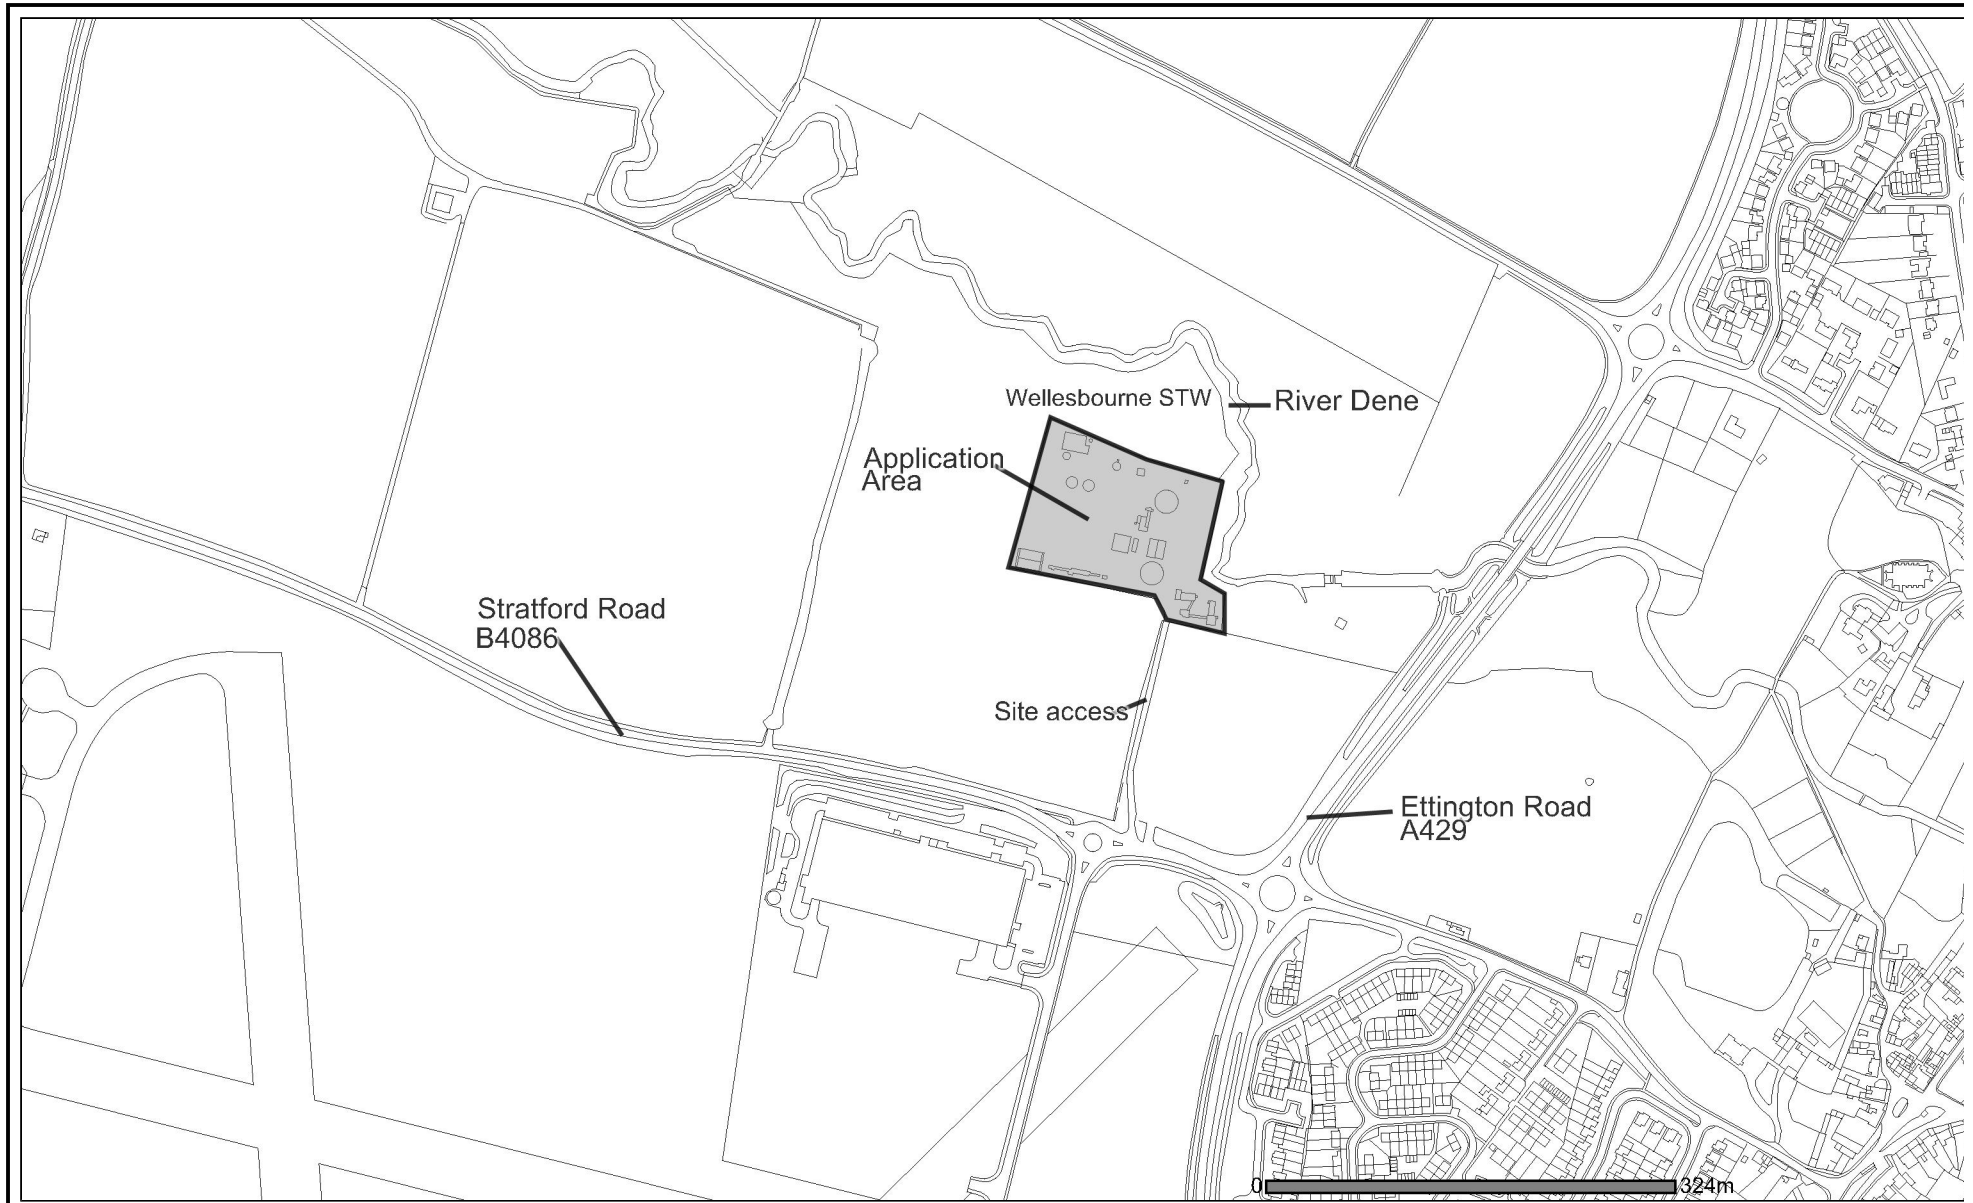 Wellesbourne STW
River Dene
Application
Area
Stratford Road
B4086
Site access
Ettington Road
A429
0 324m